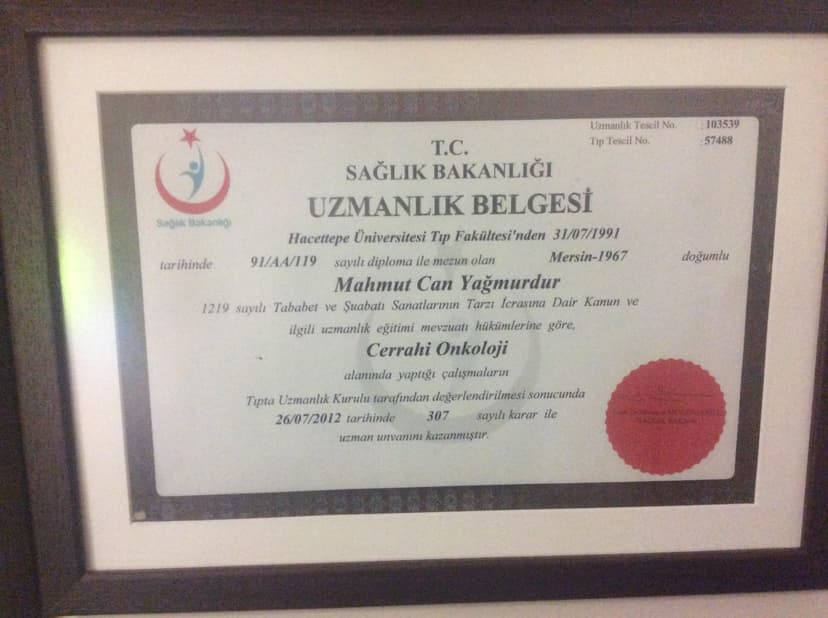 Uzmanlık Tescil No. :103539
Tıp Tescil No. :57488
Sağlık Bakanlığı
T.C.
SAĞLIK BAKANLIĞI
UZMANLIK BELGESİ
Hacettepe Üniversitesi Tıp Fakültesi'nden 31/07/1991
tarihinde 91/AA/119 sayılı diploma ile mezun olan Mersin-1967 doğumlu
Mahmut Can Yağmurdur
1219 sayılı Tababet ve Şuabatı Sanatlarının Tarzı İcrasına Dair Kanun ve
ilgili uzmanlık eğitimi mevzuatı hükümlerine göre,
Cerrahi Onkoloji
alanında yaptığı çalışmaların
Tıpta Uzmanlık Kurulu tarafından değerlendirilmesi sonucunda
26/07/2012 tarihinde 307 sayılı karar ile
uzman unvanını kazanmıştır.